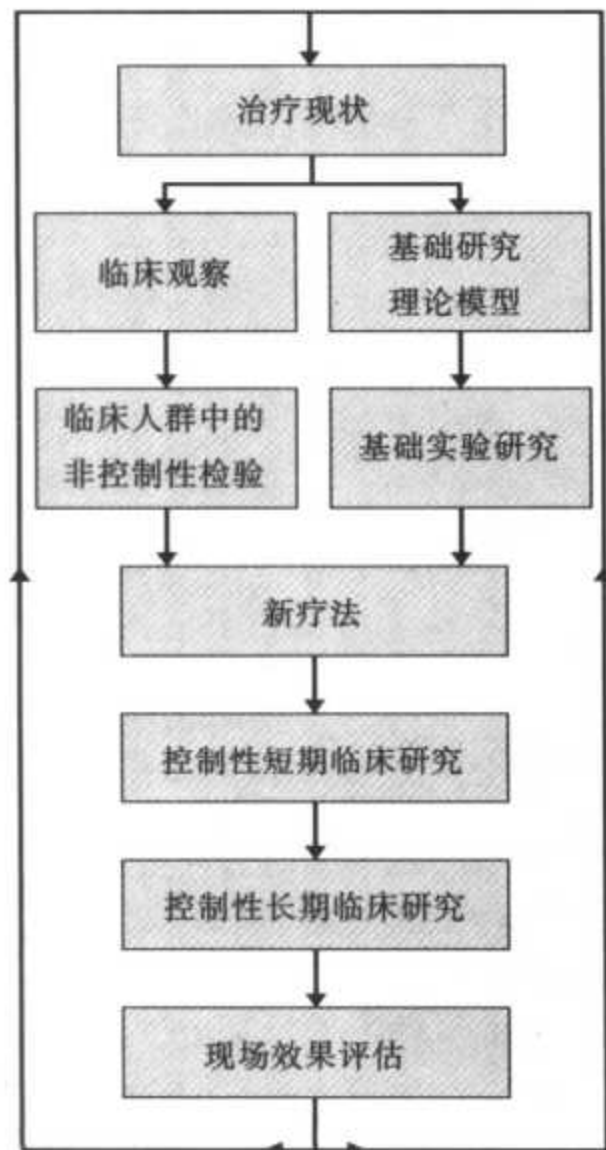 治疗现状
临床观察
基础研究
理论模型
临床人群中的
非控制性检验
基础实验研究
新疗法
控制性短期临床研究
控制性长期临床研究
现场效果评估